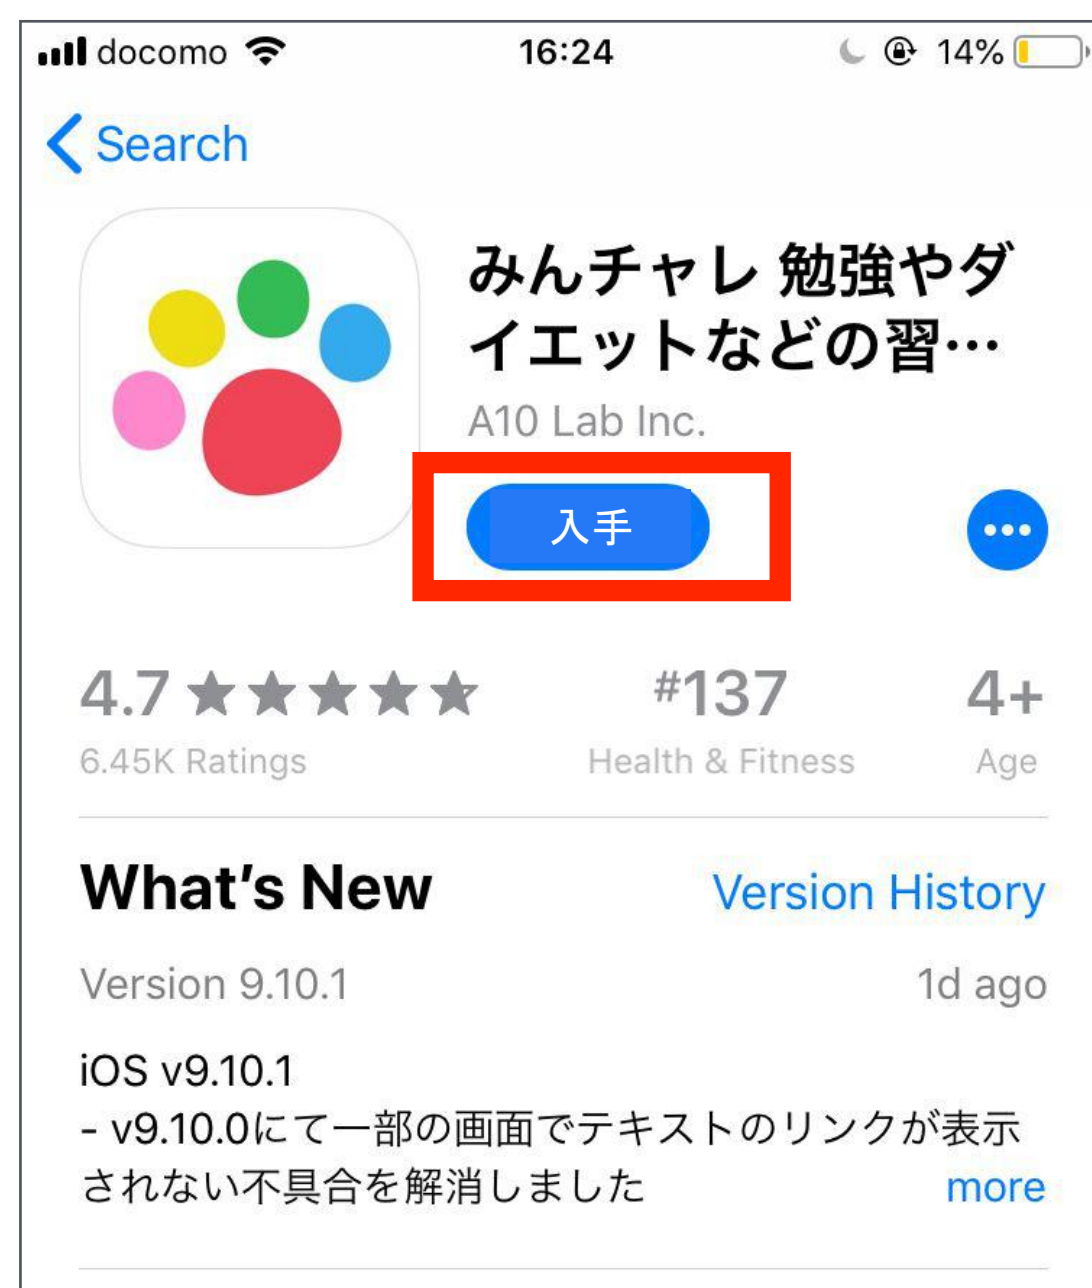 docomo 16:24 14%
Search
みんチャレ 勉強やダ
イエットなどの習…
A10 Lab Inc.
入手
4.7 #137 4+
6.45K Ratings Health & Fitness Age
What's New Version History
Version 9.10.1 1d ago
iOS v9.10.1
- v9.10.0にて一部の画面でテキストのリンクが表示
されない不具合を解消しました more